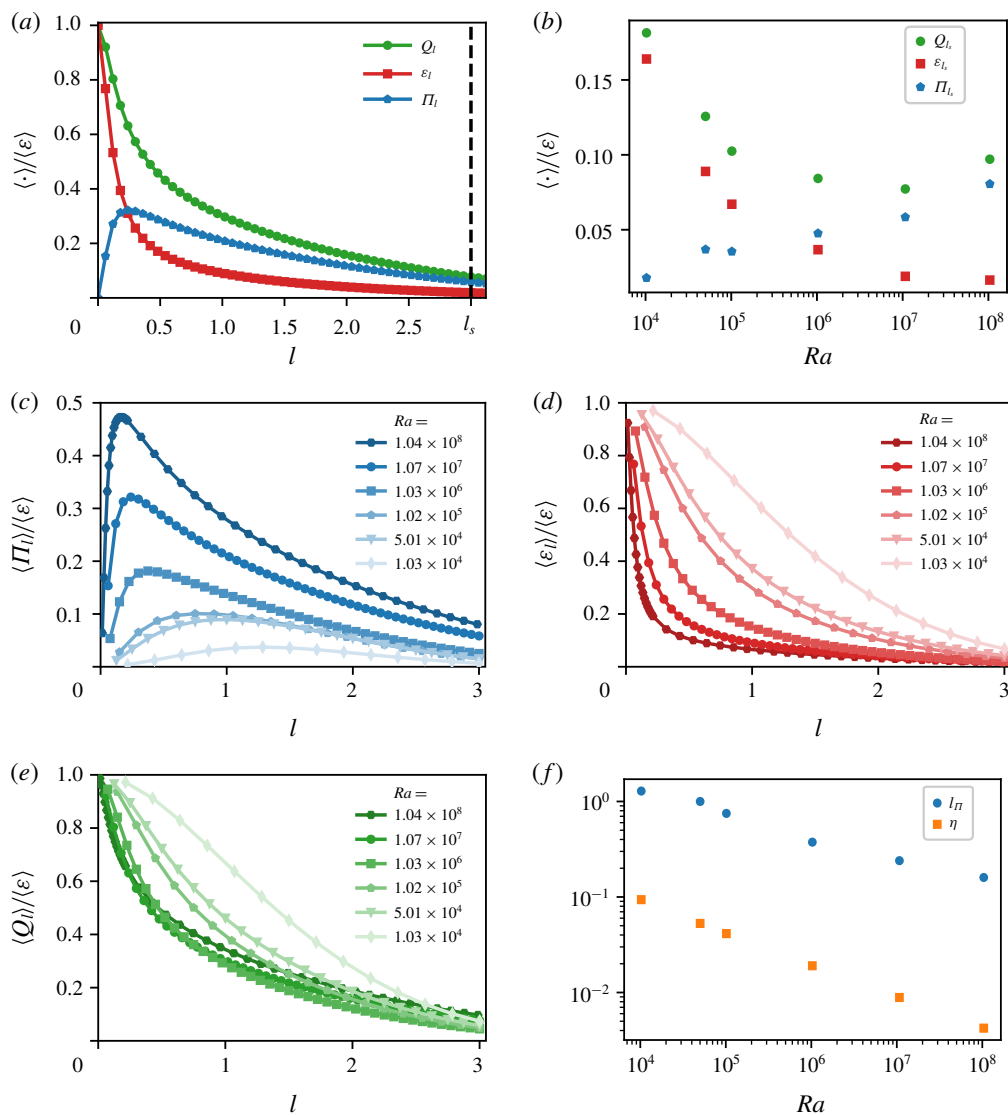 (a)
1.0
0.8
0.6
0.4
0.2
0
0.5
1.0
1.5
2.0
2.5
l_s
l
⟨·⟩/⟨ε⟩
Q_l
ε_l
Π_l
(b)
0.15
0.10
0.05
10^4
10^5
10^6
10^7
10^8
Ra
⟨·⟩/⟨ε⟩
Q_{l_s}
ε_{l_s}
Π_{l_s}
(c)
0.5
0.4
0.3
0.2
0.1
0
1
2
3
l
⟨Π_l⟩/⟨ε⟩
Ra =
1.04 × 10^8
1.07 × 10^7
1.03 × 10^6
1.02 × 10^5
5.01 × 10^4
1.03 × 10^4
(d)
1.0
0.8
0.6
0.4
0.2
0
1
2
3
l
⟨ε_l⟩/⟨ε⟩
Ra =
1.04 × 10^8
1.07 × 10^7
1.03 × 10^6
1.02 × 10^5
5.01 × 10^4
1.03 × 10^4
(e)
1.0
0.8
0.6
0.4
0.2
0
1
2
3
l
⟨Q_l⟩/⟨ε⟩
Ra =
1.04 × 10^8
1.07 × 10^7
1.03 × 10^6
1.02 × 10^5
5.01 × 10^4
1.03 × 10^4
(f)
10^0
10^−1
10^−2
10^4
10^5
10^6
10^7
10^8
Ra
l_Π
η